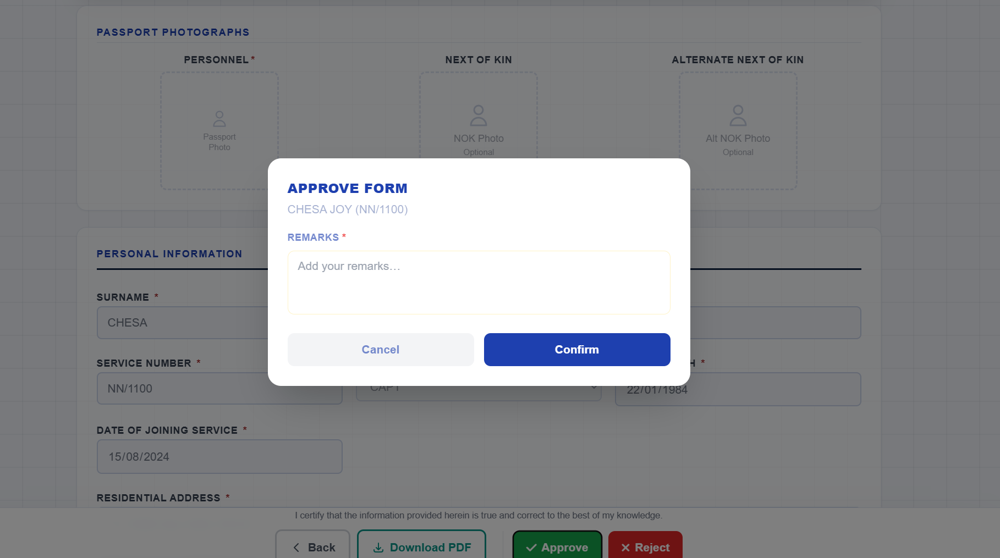 PASSPORT PHOTOGRAPHS
PERSONNEL *
NEXT OF KIN
ALTERNATE NEXT OF KIN
Passport
Photo
NOK Photo
Optional
Alt NOK Photo
Optional
APPROVE FORM
CHESA JOY (NN/1100)
REMARKS *
Add your remarks…
Cancel
Confirm
PERSONAL INFORMATION
SURNAME *
CHESA
SERVICE NUMBER *
NN/1100
CAPT
H *
22/01/1984
DATE OF JOINING SERVICE *
15/08/2024
RESIDENTIAL ADDRESS *
I certify that the information provided herein is true and correct to the best of my knowledge.
Back
Download PDF
Approve
Reject